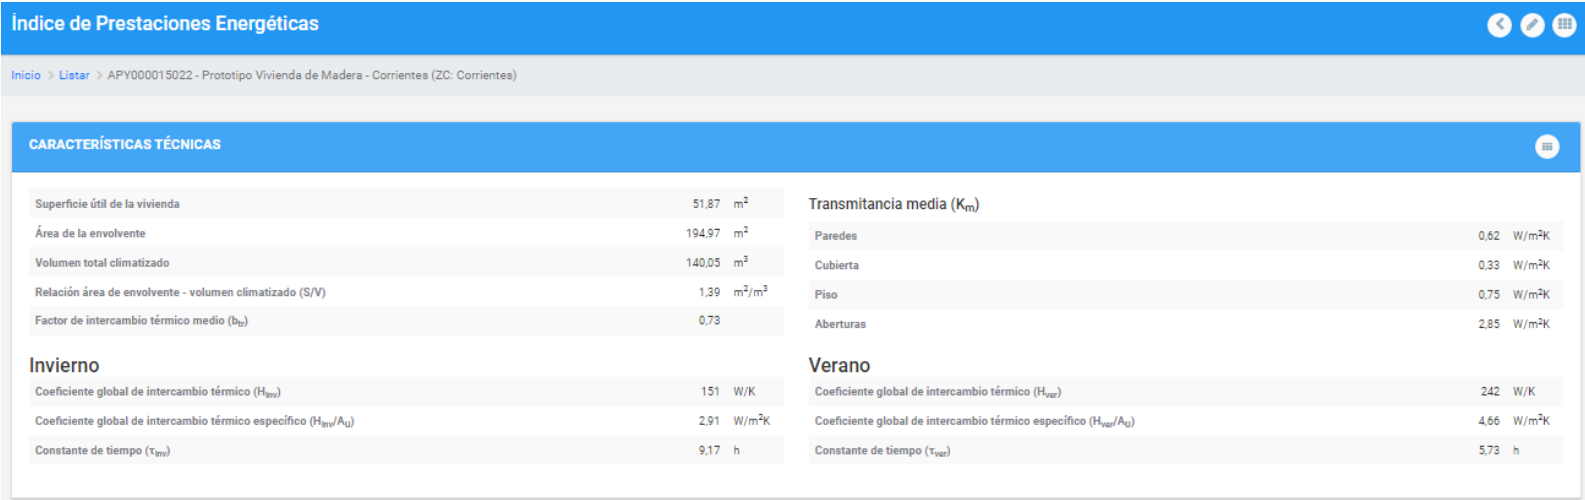 Índice de Prestaciones Energéticas
Inicio > Listar > APY000015022 - Prototipo Vivienda de Madera - Corrientes (ZC: Corrientes)
CARACTERÍSTICAS TÉCNICAS
Superficie útil de la vivienda 51,87 m²
Área de la envolvente 194,97 m²
Volumen total climatizado 140,05 m³
Relación área de envolvente - volumen climatizado (S/V) 1,39 m²/m³
Factor de intercambio térmico medio (btr) 0,73
Transmitancia media (Km)
Paredes 0,62 W/m²K
Cubierta 0,33 W/m²K
Piso 0,75 W/m²K
Aberturas 2,85 W/m²K
Invierno
Coeficiente global de intercambio térmico (HInv) 151 W/K
Coeficiente global de intercambio térmico específico (HInv/AU) 2,91 W/m²K
Constante de tiempo (τInv) 9,17 h
Verano
Coeficiente global de intercambio térmico (Hver) 242 W/K
Coeficiente global de intercambio térmico específico (Hver/AU) 4,66 W/m²K
Constante de tiempo (τver) 5,73 h